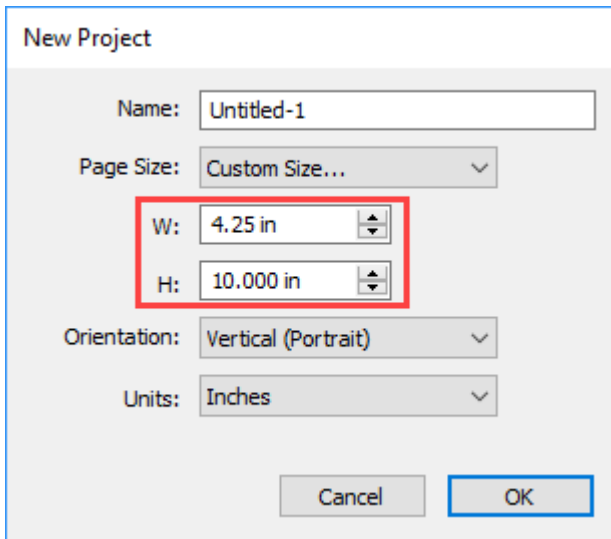 New Project
Name: Untitled-1
Page Size: Custom Size...
W: 4.25 in
H: 10.000 in
Orientation: Vertical (Portrait)
Units: Inches
Cancel OK